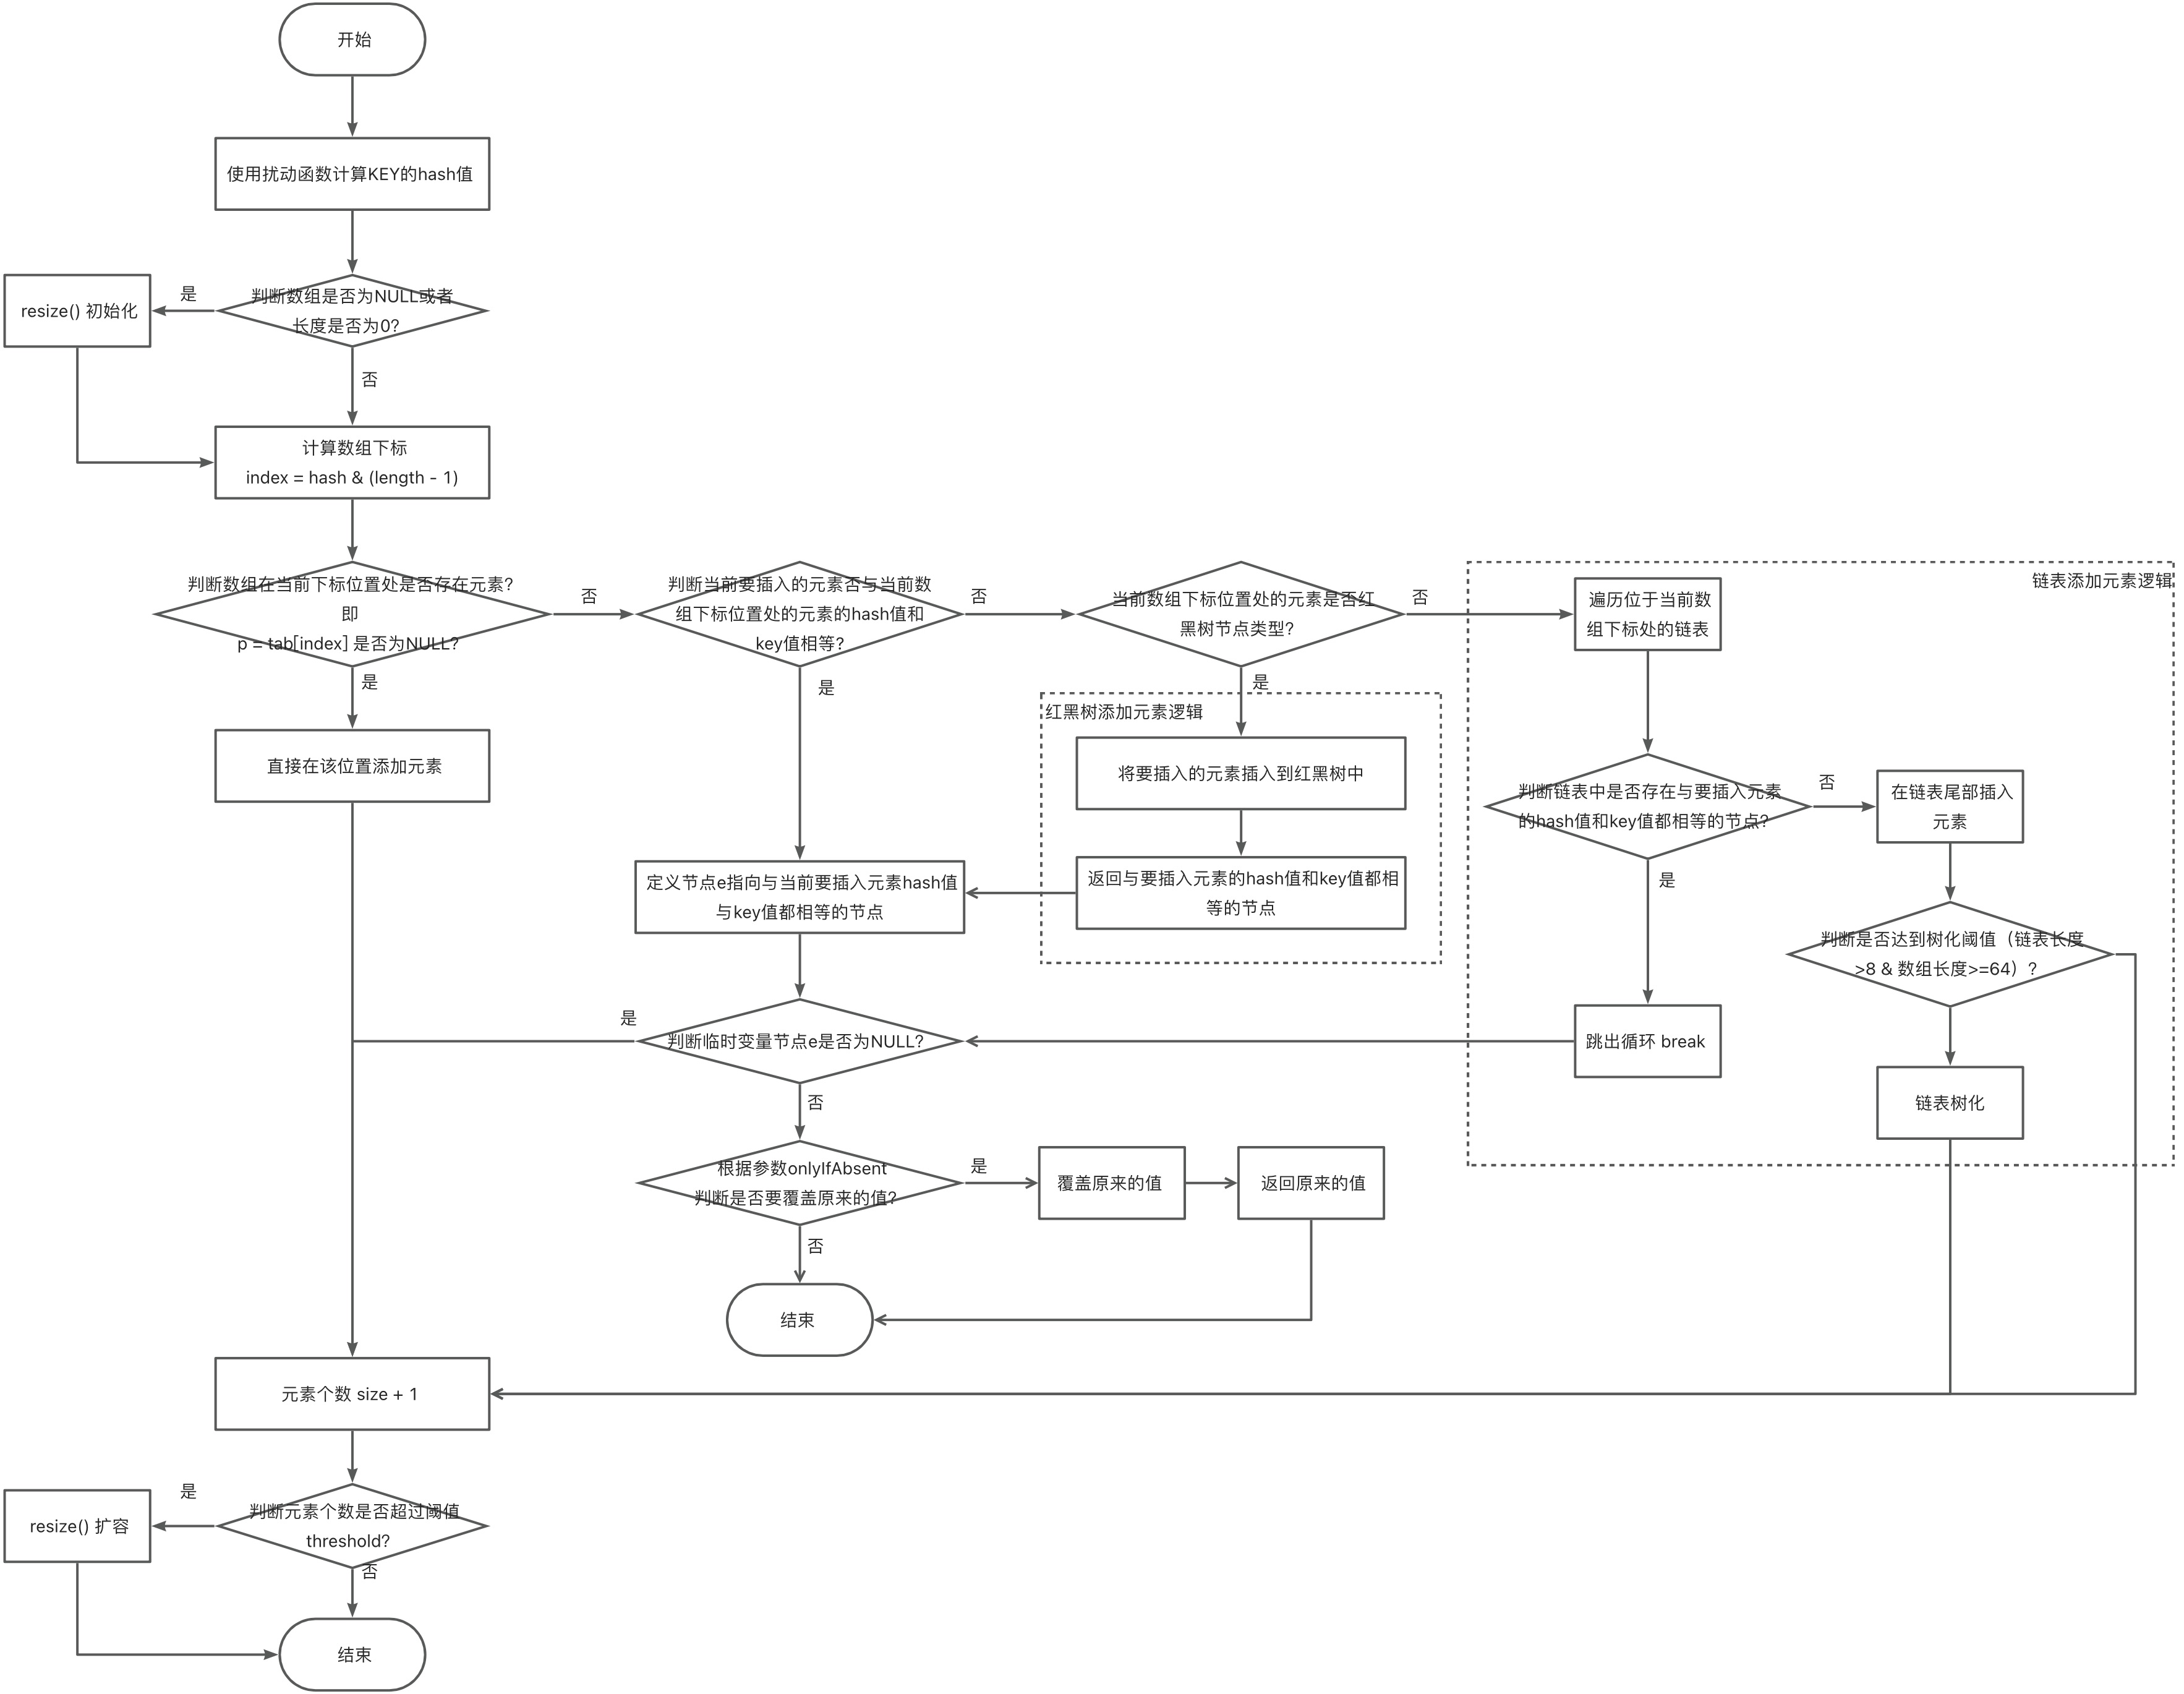 开始
使用扰动函数计算KEY的hash值
判断数组是否为NULL或者
长度是否为0?
是
resize() 初始化
否
计算数组下标
index = hash & (length - 1)
判断数组在当前下标位置处是否存在元素?
即
p = tab[index] 是否为NULL?
否
是
直接在该位置添加元素
判断当前要插入的元素否与当前数
组下标位置处的元素的hash值和
key值相等?
否
是
当前数组下标位置处的元素是否红
黑树节点类型?
否
是
红黑树添加元素逻辑
将要插入的元素插入到红黑树中
返回与要插入元素的hash值和key值都相
等的节点
链表添加元素逻辑
遍历位于当前数
组下标处的链表
判断链表中是否存在与要插入元素
的hash值和key值都相等的节点?
否
是
在链表尾部插入
元素
判断是否达到树化阈值（链表长度
>8 & 数组长度>=64）?
链表树化
跳出循环 break
定义节点e指向与当前要插入元素hash值
与key值都相等的节点
判断临时变量节点e是否为NULL?
是
否
根据参数onlyIfAbsent
判断是否要覆盖原来的值?
是
覆盖原来的值
返回原来的值
否
结束
元素个数 size + 1
判断元素个数是否超过阈值
threshold?
是
resize() 扩容
否
结束